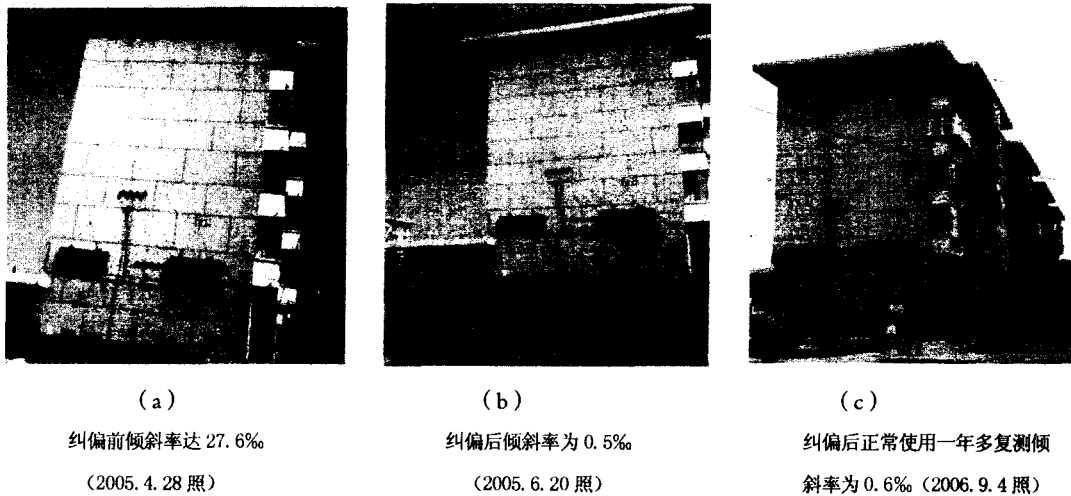 (a)
纠偏前倾斜率达 27.6‰
(2005.4.28 照)
(b)
纠偏后倾斜率为 0.5‰
(2005.6.20 照)
(c)
纠偏后正常使用一年多复测倾
斜率为 0.6‰ (2006.9.4 照)